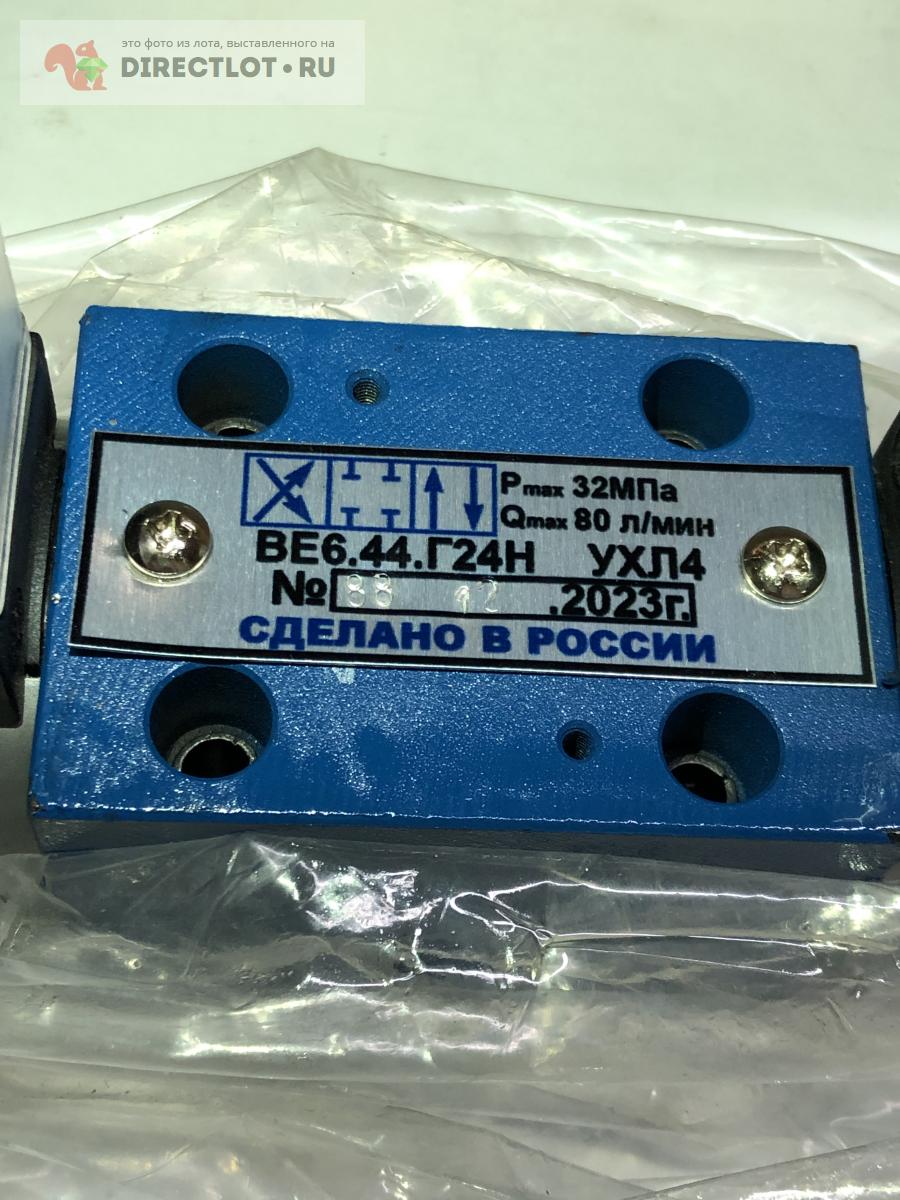 это фото из лота, выставленного на
DIRECTLOT•RU
Pmax 32МПа
Qmax 80 л/мин
ВЕ6.44.Г24Н УХЛ4
№ 88 12 .2023г.
СДЕЛАНО В РОССИИ